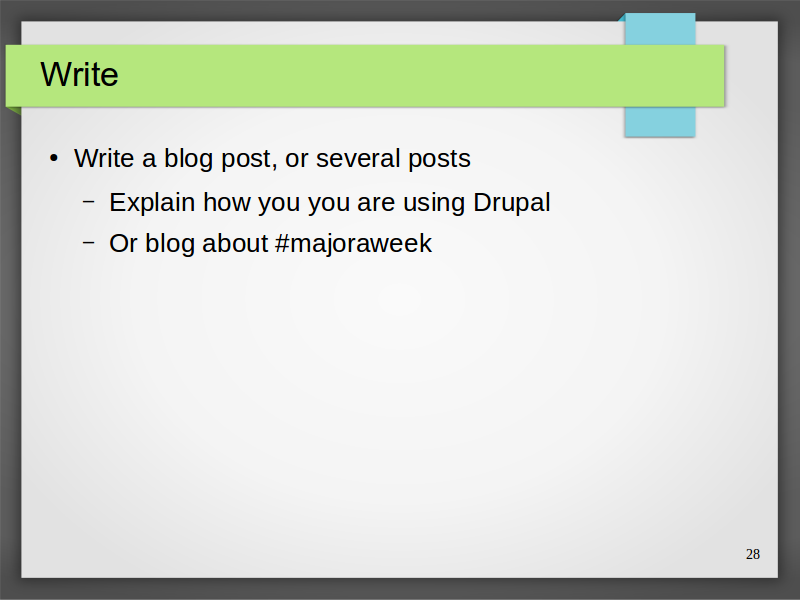 Write
• Write a blog post, or several posts
– Explain how you you are using Drupal
– Or blog about #majoraweek
28